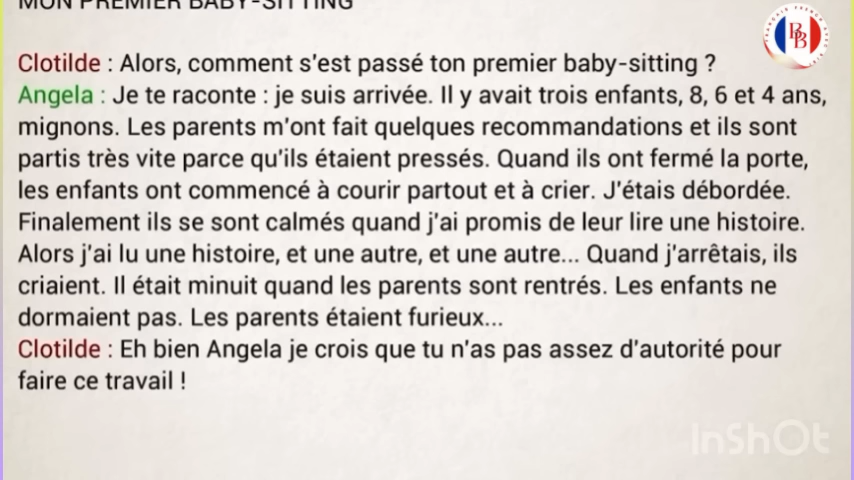 MON PREMIER BABY-SITTING
Clotilde : Alors, comment s'est passé ton premier baby-sitting ?
Angela : Je te raconte : je suis arrivée. Il y avait trois enfants, 8, 6 et 4 ans,
mignons. Les parents m'ont fait quelques recommandations et ils sont
partis très vite parce qu'ils étaient pressés. Quand ils ont fermé la porte,
les enfants ont commencé à courir partout et à crier. J'étais débordée.
Finalement ils se sont calmés quand j'ai promis de leur lire une histoire.
Alors j'ai lu une histoire, et une autre, et une autre... Quand j'arrêtais, ils
criaient. Il était minuit quand les parents sont rentrés. Les enfants ne
dormaient pas. Les parents étaient furieux...
Clotilde : Eh bien Angela je crois que tu n'as pas assez d'autorité pour
faire ce travail !
InShOt